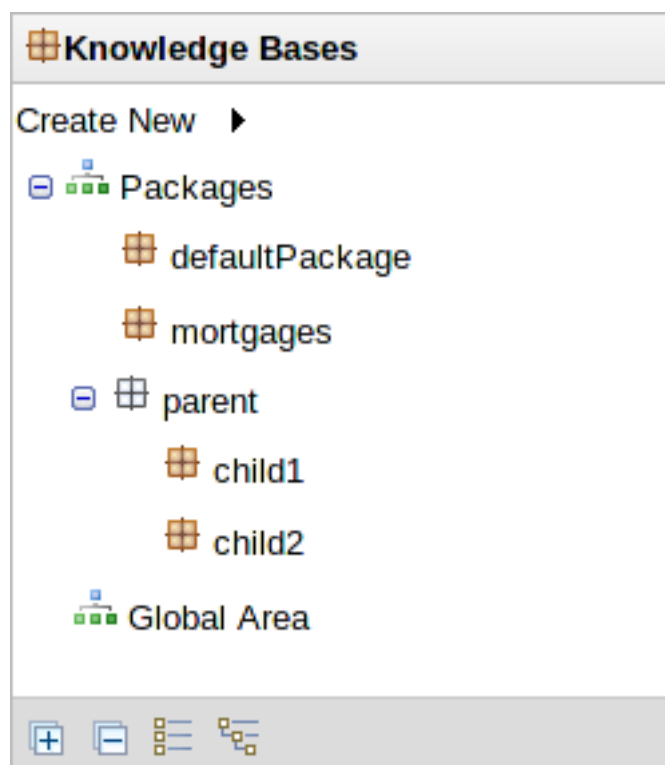 Knowledge Bases
Create New
Packages
defaultPackage
mortgages
parent
child1
child2
Global Area